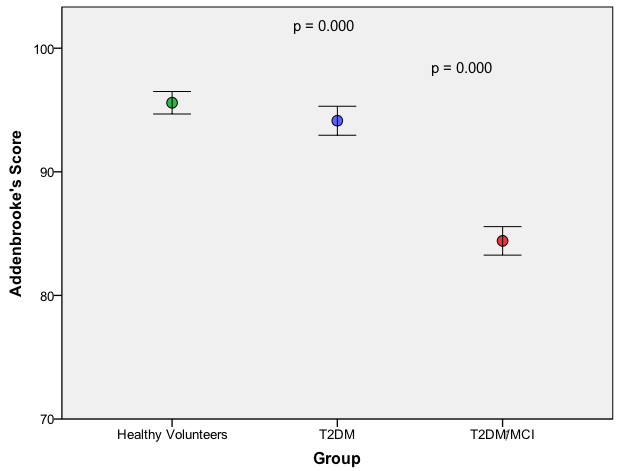 p = 0.000
p = 0.000
100
90
80
70
Addenbrooke's Score
Healthy Volunteers
T2DM
T2DM/MCI
Group